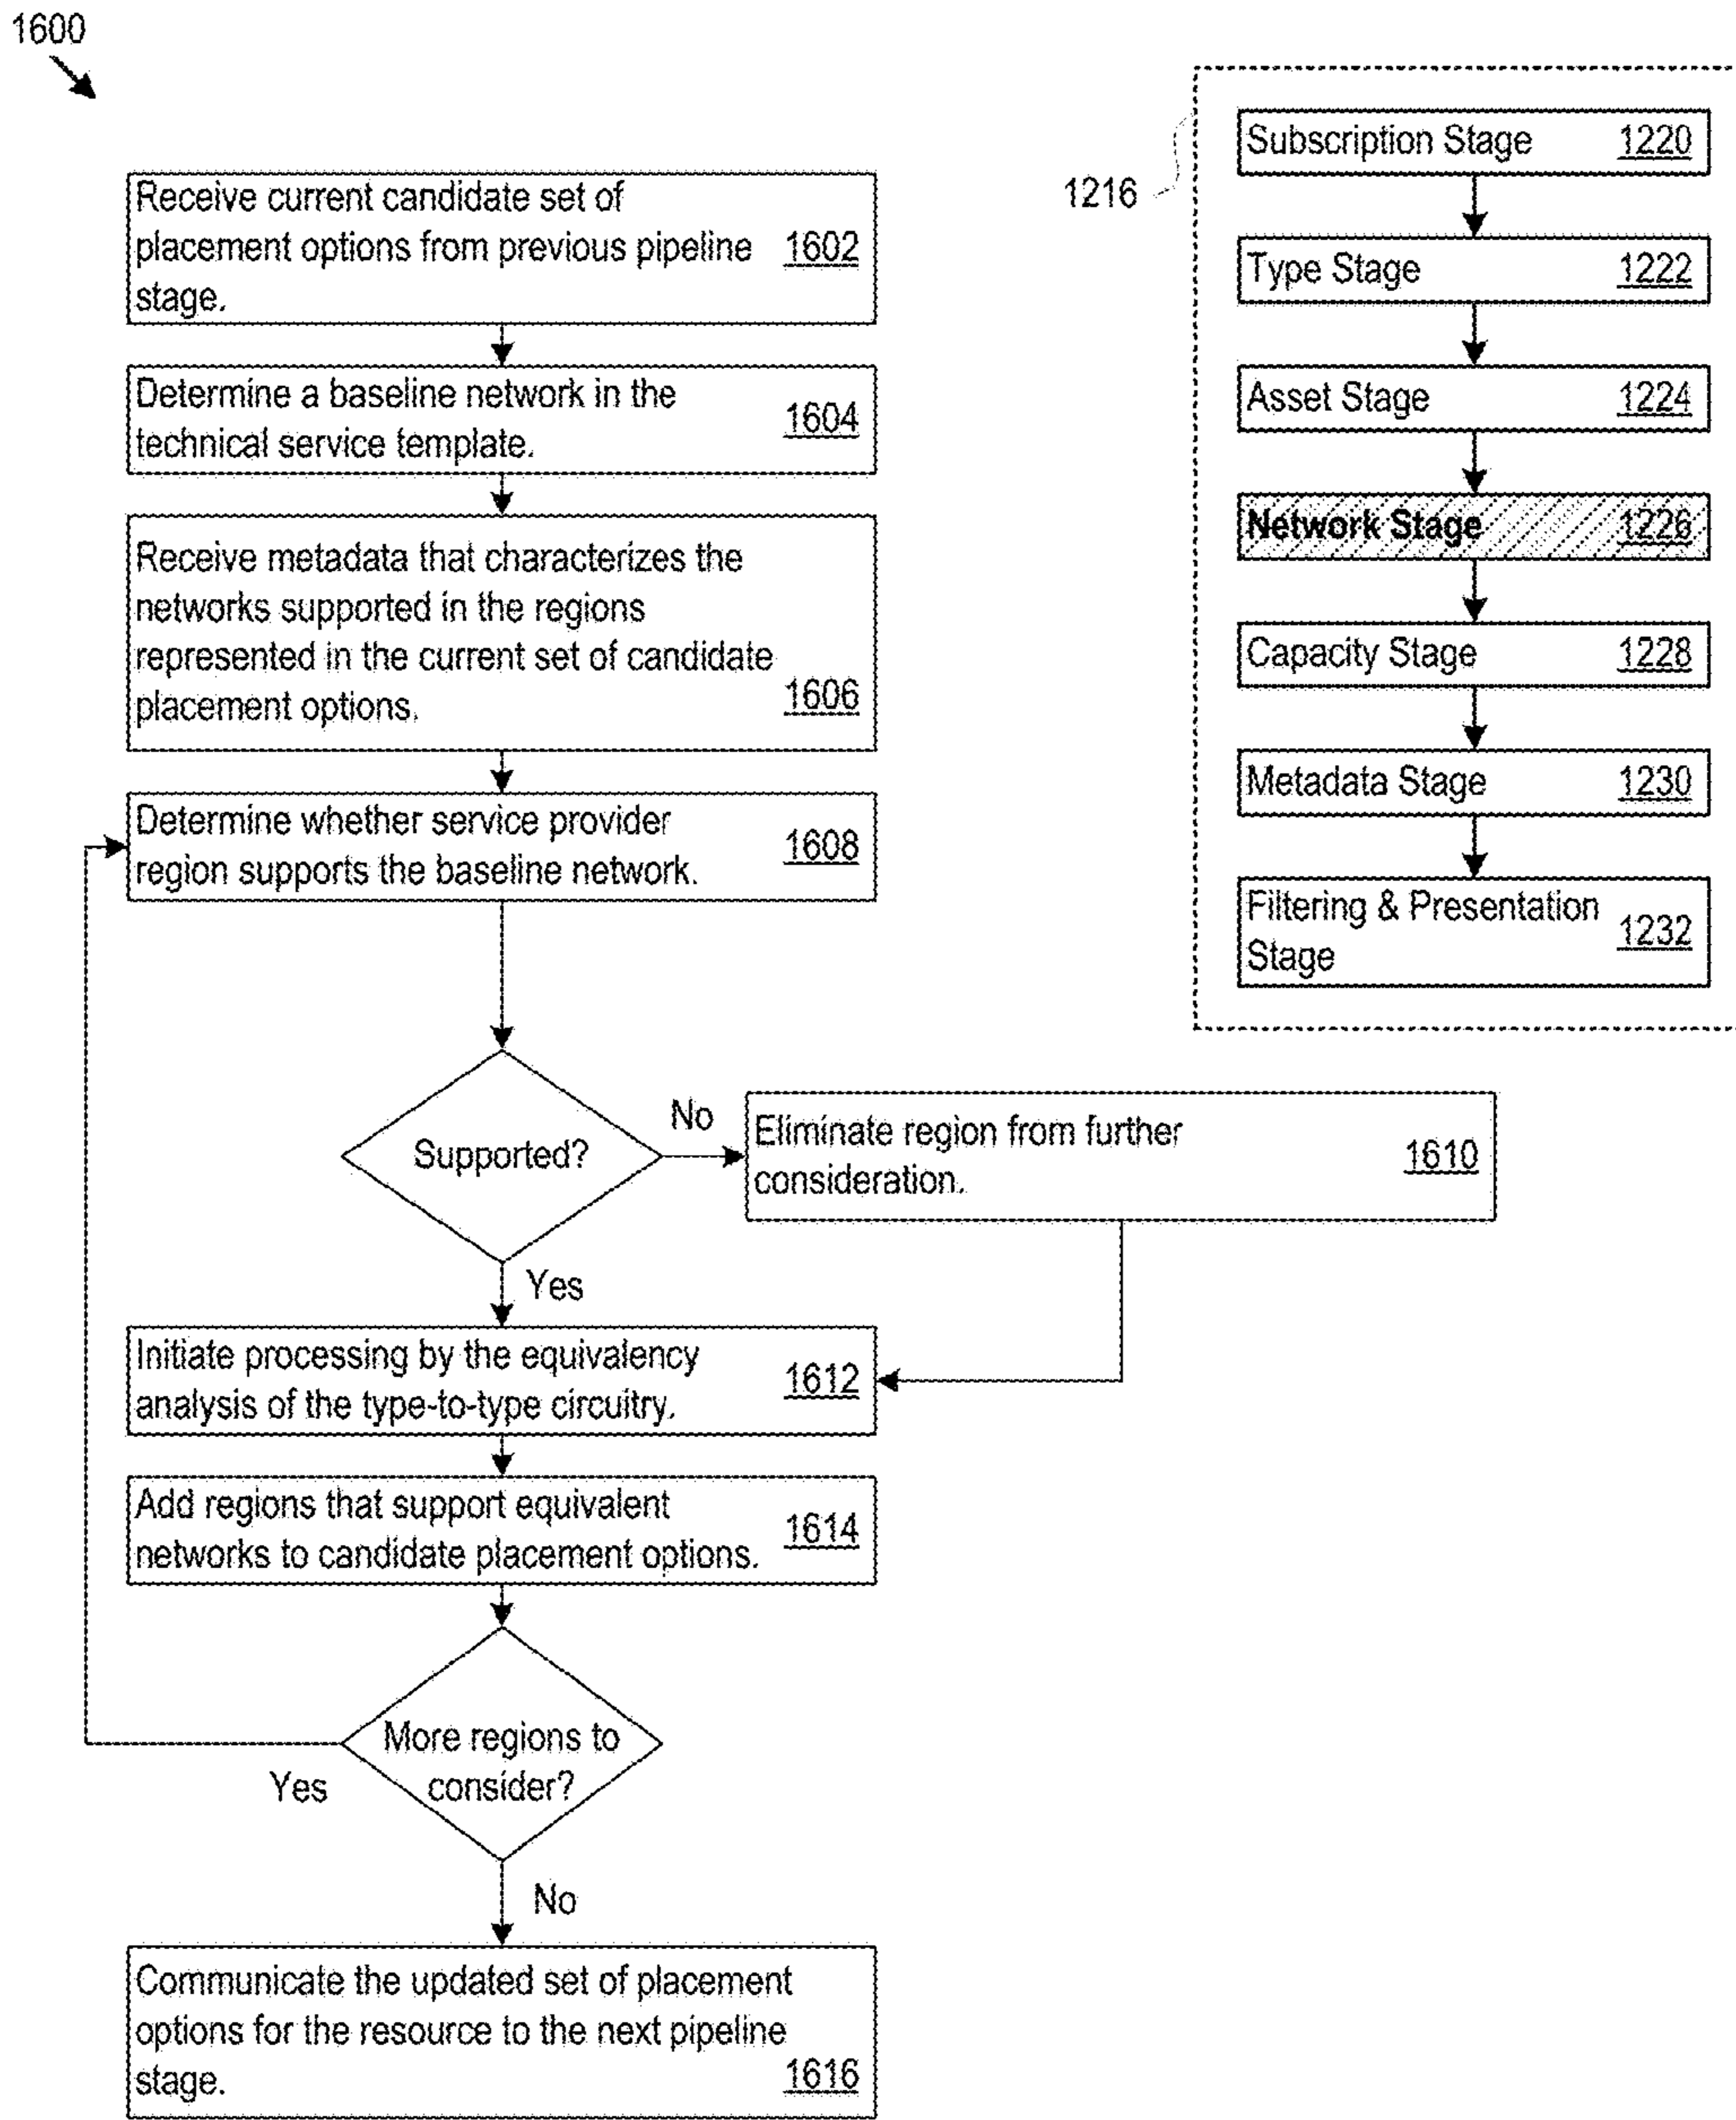 1600
Receive current candidate set of
placement options from previous pipeline 1602
stage.
Determine a baseline network in the
technical service template. 1604
Receive metadata that characterizes the
networks supported in the regions
represented in the current set of candidate
placement options. 1606
Determine whether service provider
region supports the baseline network. 1608
Supported?
No
Eliminate region from further
consideration. 1610
Yes
Initiate processing by the equivalency
analysis of the type-to-type circuitry. 1612
Add regions that support equivalent
networks to candidate placement options. 1614
More regions to
consider?
Yes
No
Communicate the updated set of placement
options for the resource to the next pipeline
stage. 1616
1216
Subscription Stage 1220
Type Stage 1222
Asset Stage 1224
Network Stage 1226
Capacity Stage 1228
Metadata Stage 1230
Filtering & Presentation
Stage 1232